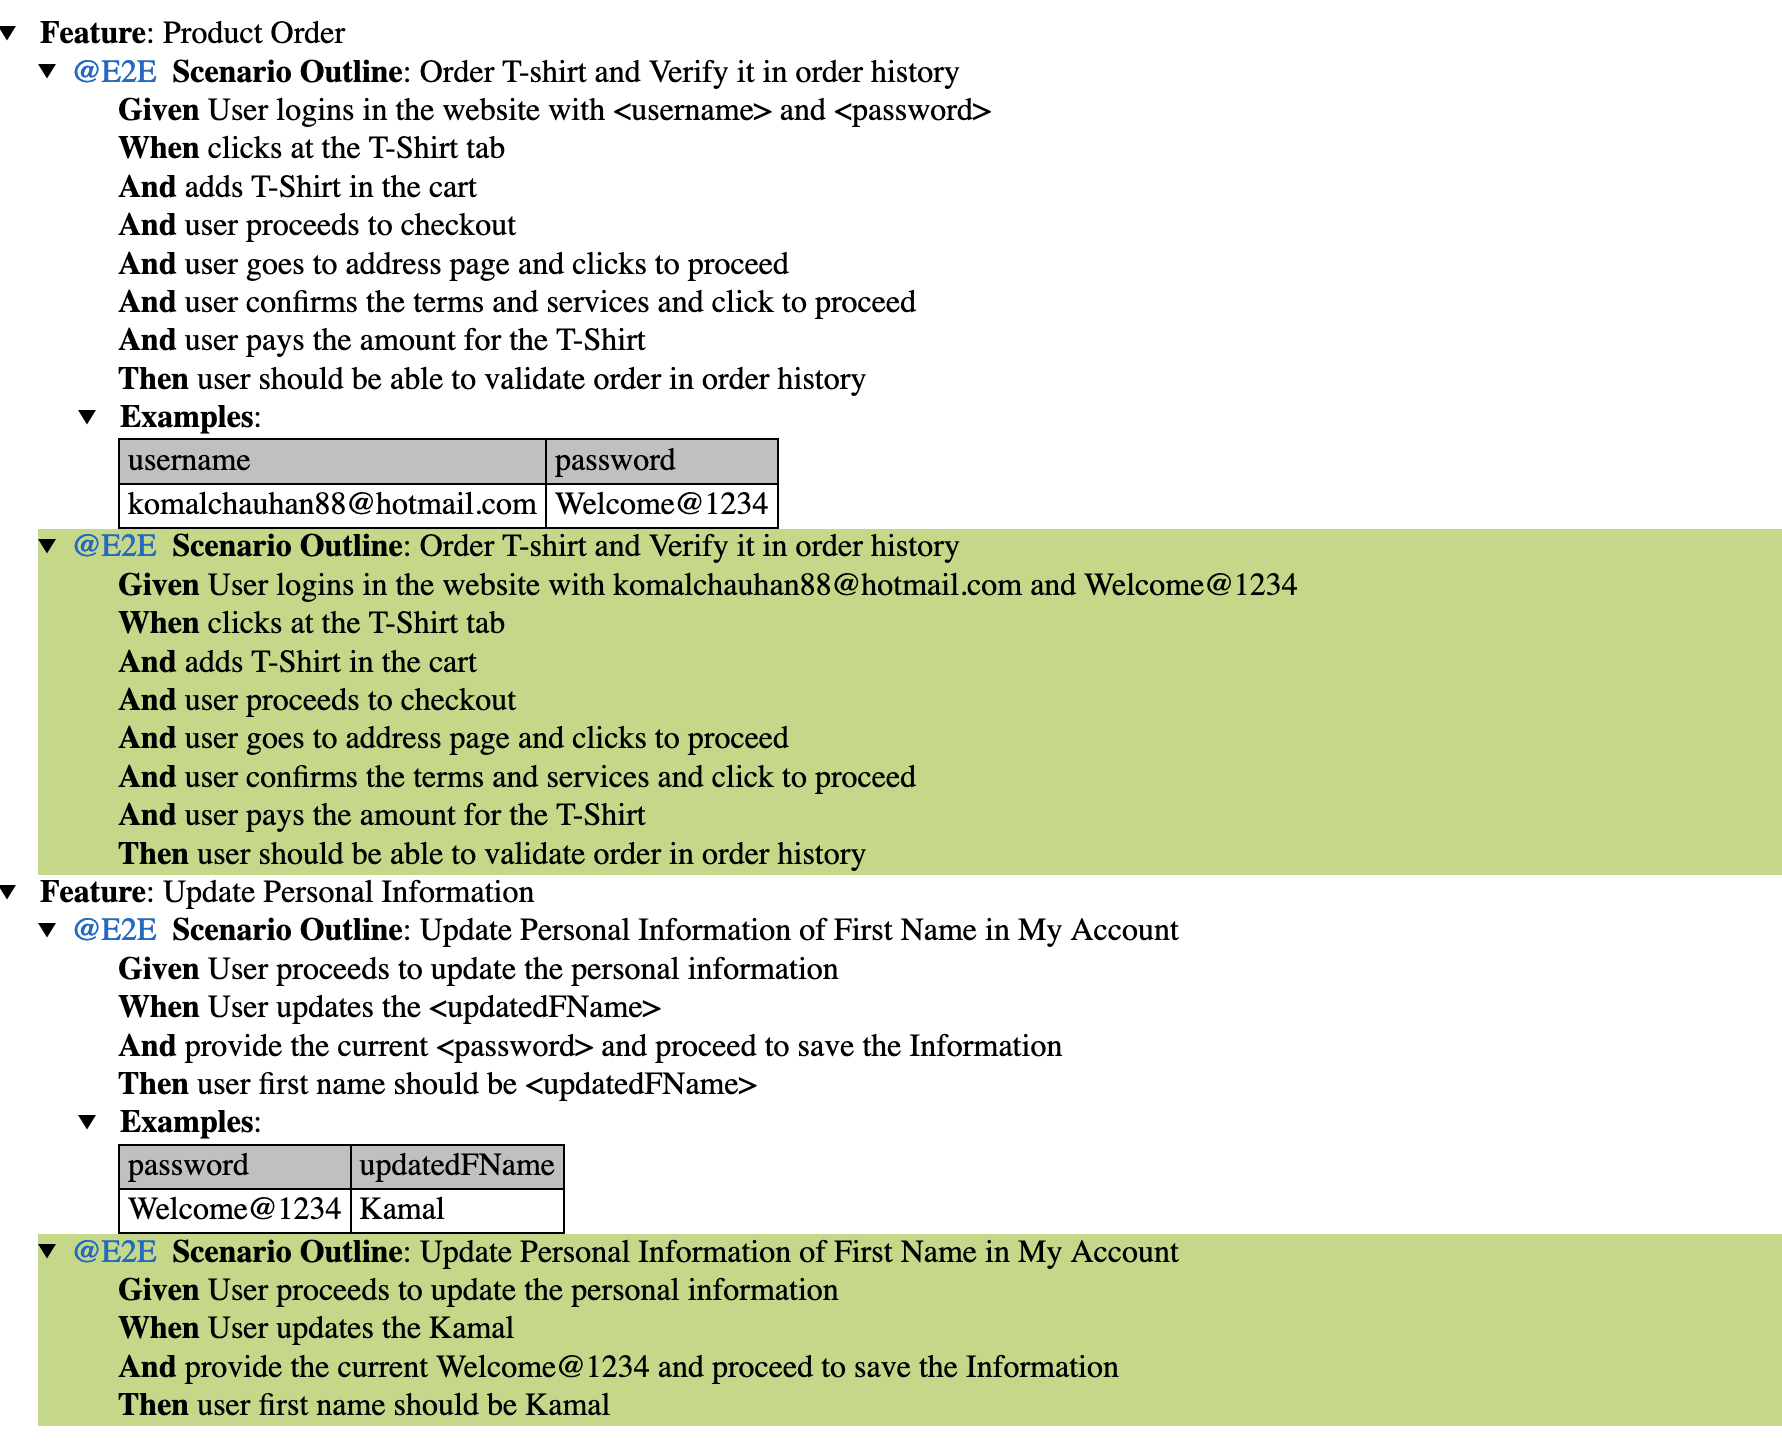 Feature: Product Order
@E2E Scenario Outline: Order T-shirt and Verify it in order history
Given User logins in the website with <username> and <password>
When clicks at the T-Shirt tab
And adds T-Shirt in the cart
And user proceeds to checkout
And user goes to address page and clicks to proceed
And user confirms the terms and services and click to proceed
And user pays the amount for the T-Shirt
Then user should be able to validate order in order history
Examples:
username password
komalchauhan88@hotmail.com Welcome@1234
@E2E Scenario Outline: Order T-shirt and Verify it in order history
Given User logins in the website with komalchauhan88@hotmail.com and Welcome@1234
When clicks at the T-Shirt tab
And adds T-Shirt in the cart
And user proceeds to checkout
And user goes to address page and clicks to proceed
And user confirms the terms and services and click to proceed
And user pays the amount for the T-Shirt
Then user should be able to validate order in order history
Feature: Update Personal Information
@E2E Scenario Outline: Update Personal Information of First Name in My Account
Given User proceeds to update the personal information
When User updates the <updatedFName>
And provide the current <password> and proceed to save the Information
Then user first name should be <updatedFName>
Examples:
password updatedFName
Welcome@1234 Kamal
@E2E Scenario Outline: Update Personal Information of First Name in My Account
Given User proceeds to update the personal information
When User updates the Kamal
And provide the current Welcome@1234 and proceed to save the Information
Then user first name should be Kamal